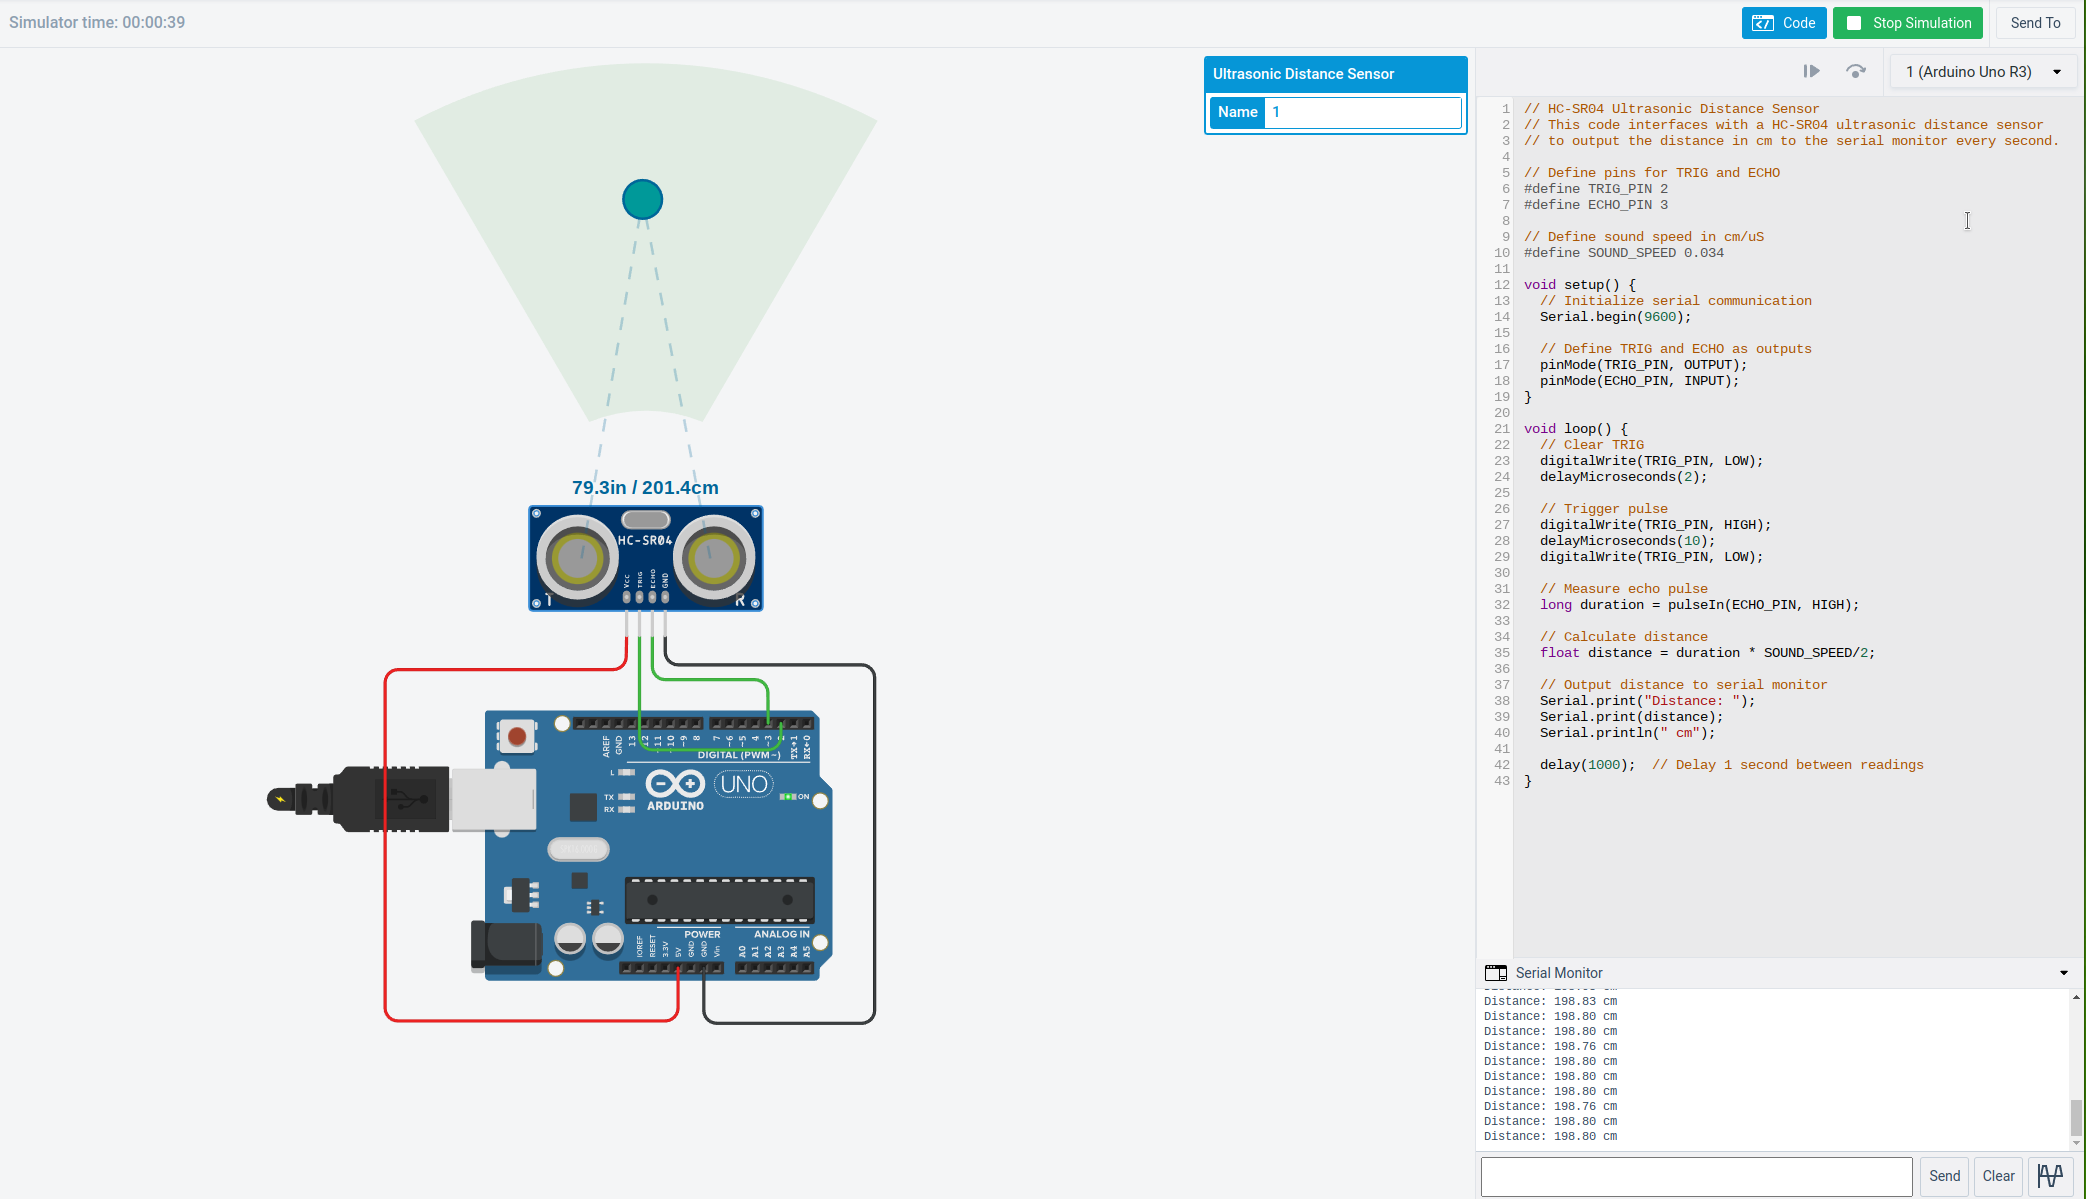 Simulator time: 00:00:39
Code
Stop Simulation
Send To
Ultrasonic Distance Sensor
Name 1
1 (Arduino Uno R3)
79.3in / 201.4cm
HC-SR04
VCC TRIG ECHO GND
T R
AREF GND 13 12 ~11 ~10 ~9 8 7 ~6 ~5 4 ~3 2 TX→1 RX←0
DIGITAL (PWM~)
L
TX
RX
UNO
ARDUINO
ON
POWER
ANALOG IN
IOREF RESET 3.3V 5V GND GND Vin A0 A1 A2 A3 A4 A5
1 // HC-SR04 Ultrasonic Distance Sensor
2 // This code interfaces with a HC-SR04 ultrasonic distance sensor
3 // to output the distance in cm to the serial monitor every second.
4
5 // Define pins for TRIG and ECHO
6 #define TRIG_PIN 2
7 #define ECHO_PIN 3
8
9 // Define sound speed in cm/uS
10 #define SOUND_SPEED 0.034
11
12 void setup() {
13   // Initialize serial communication
14   Serial.begin(9600);
15
16   // Define TRIG and ECHO as outputs
17   pinMode(TRIG_PIN, OUTPUT);
18   pinMode(ECHO_PIN, INPUT);
19 }
20
21 void loop() {
22   // Clear TRIG
23   digitalWrite(TRIG_PIN, LOW);
24   delayMicroseconds(2);
25
26   // Trigger pulse
27   digitalWrite(TRIG_PIN, HIGH);
28   delayMicroseconds(10);
29   digitalWrite(TRIG_PIN, LOW);
30
31   // Measure echo pulse
32   long duration = pulseIn(ECHO_PIN, HIGH);
33
34   // Calculate distance
35   float distance = duration * SOUND_SPEED/2;
36
37   // Output distance to serial monitor
38   Serial.print("Distance: ");
39   Serial.print(distance);
40   Serial.println(" cm");
41
42   delay(1000);  // Delay 1 second between readings
43 }
Serial Monitor
Distance: 198.83 cm
Distance: 198.80 cm
Distance: 198.80 cm
Distance: 198.76 cm
Distance: 198.80 cm
Distance: 198.80 cm
Distance: 198.80 cm
Distance: 198.76 cm
Distance: 198.80 cm
Distance: 198.80 cm
Send
Clear